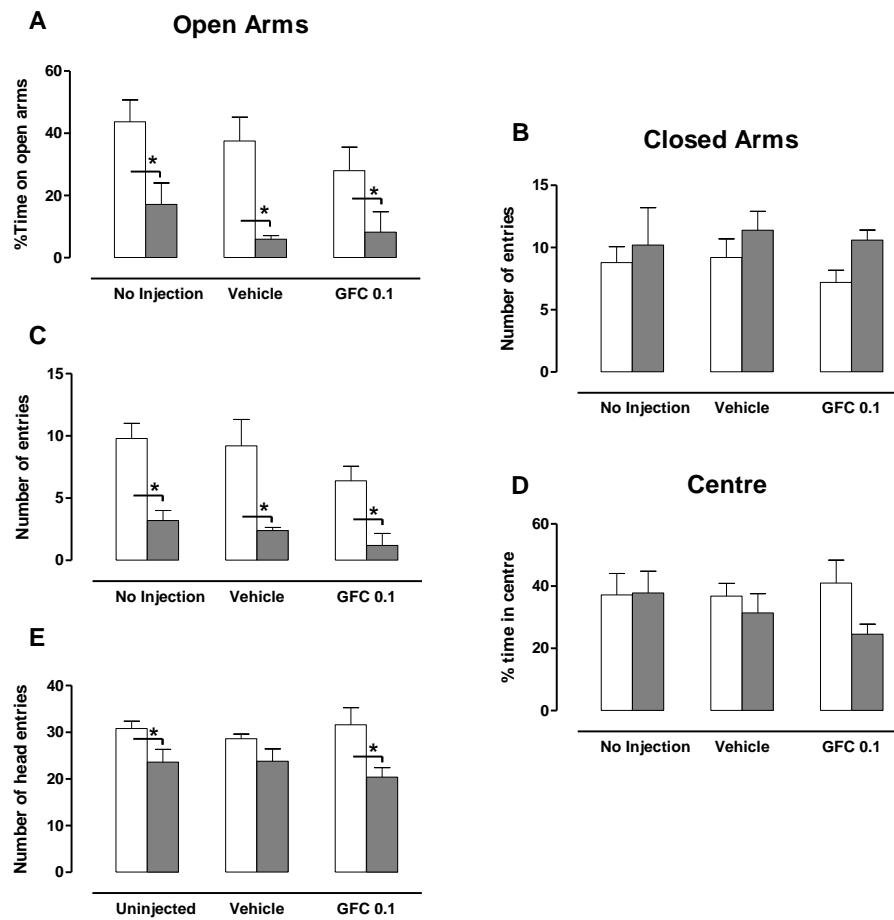 A
Open Arms
%Time on open arms
60
40
20
0
*
*
*
No Injection Vehicle GFC 0.1
B
Closed Arms
Number of entries
15
10
5
0
No Injection Vehicle GFC 0.1
C
Number of entries
15
10
5
0
*
*
*
No Injection Vehicle GFC 0.1
D
Centre
% time in centre
60
40
20
0
No Injection Vehicle GFC 0.1
E
Number of head entries
40
30
20
10
0
*
*
Uninjected Vehicle GFC 0.1